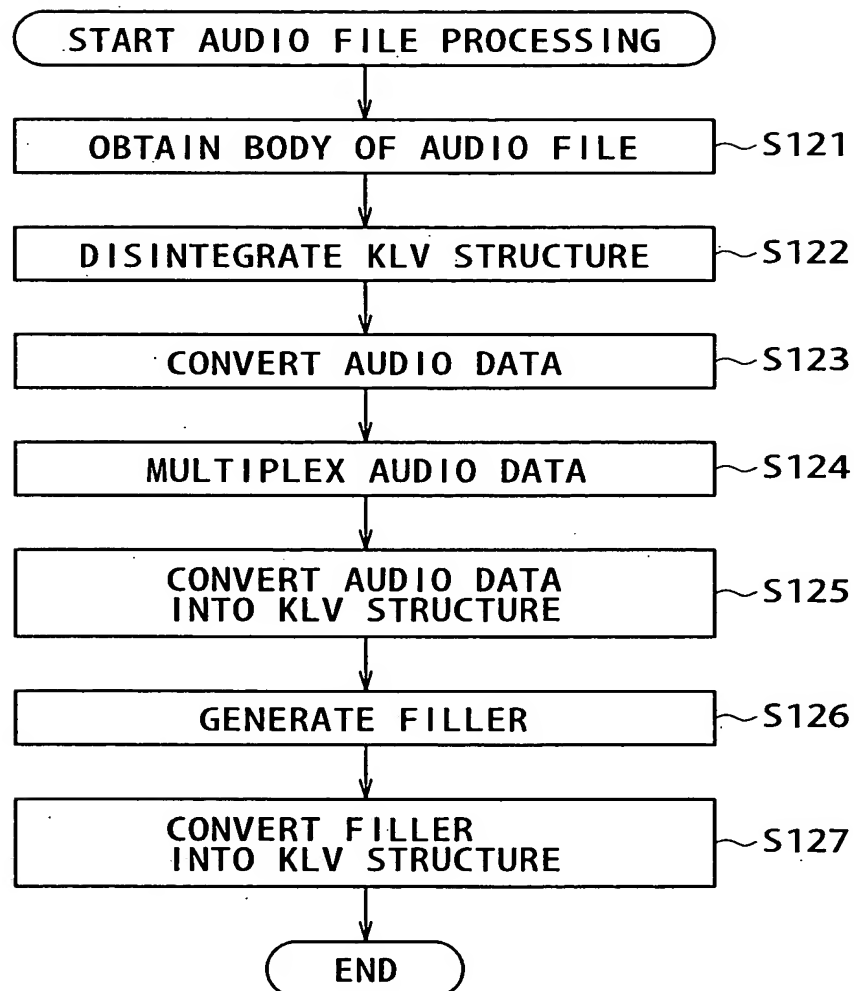 START AUDIO FILE PROCESSING
OBTAIN BODY OF AUDIO FILE
S121
DISINTEGRATE KLV STRUCTURE
S122
CONVERT AUDIO DATA
S123
MULTIPLEX AUDIO DATA
S124
CONVERT AUDIO DATA
INTO KLV STRUCTURE
S125
GENERATE FILLER
S126
CONVERT FILLER
INTO KLV STRUCTURE
S127
END